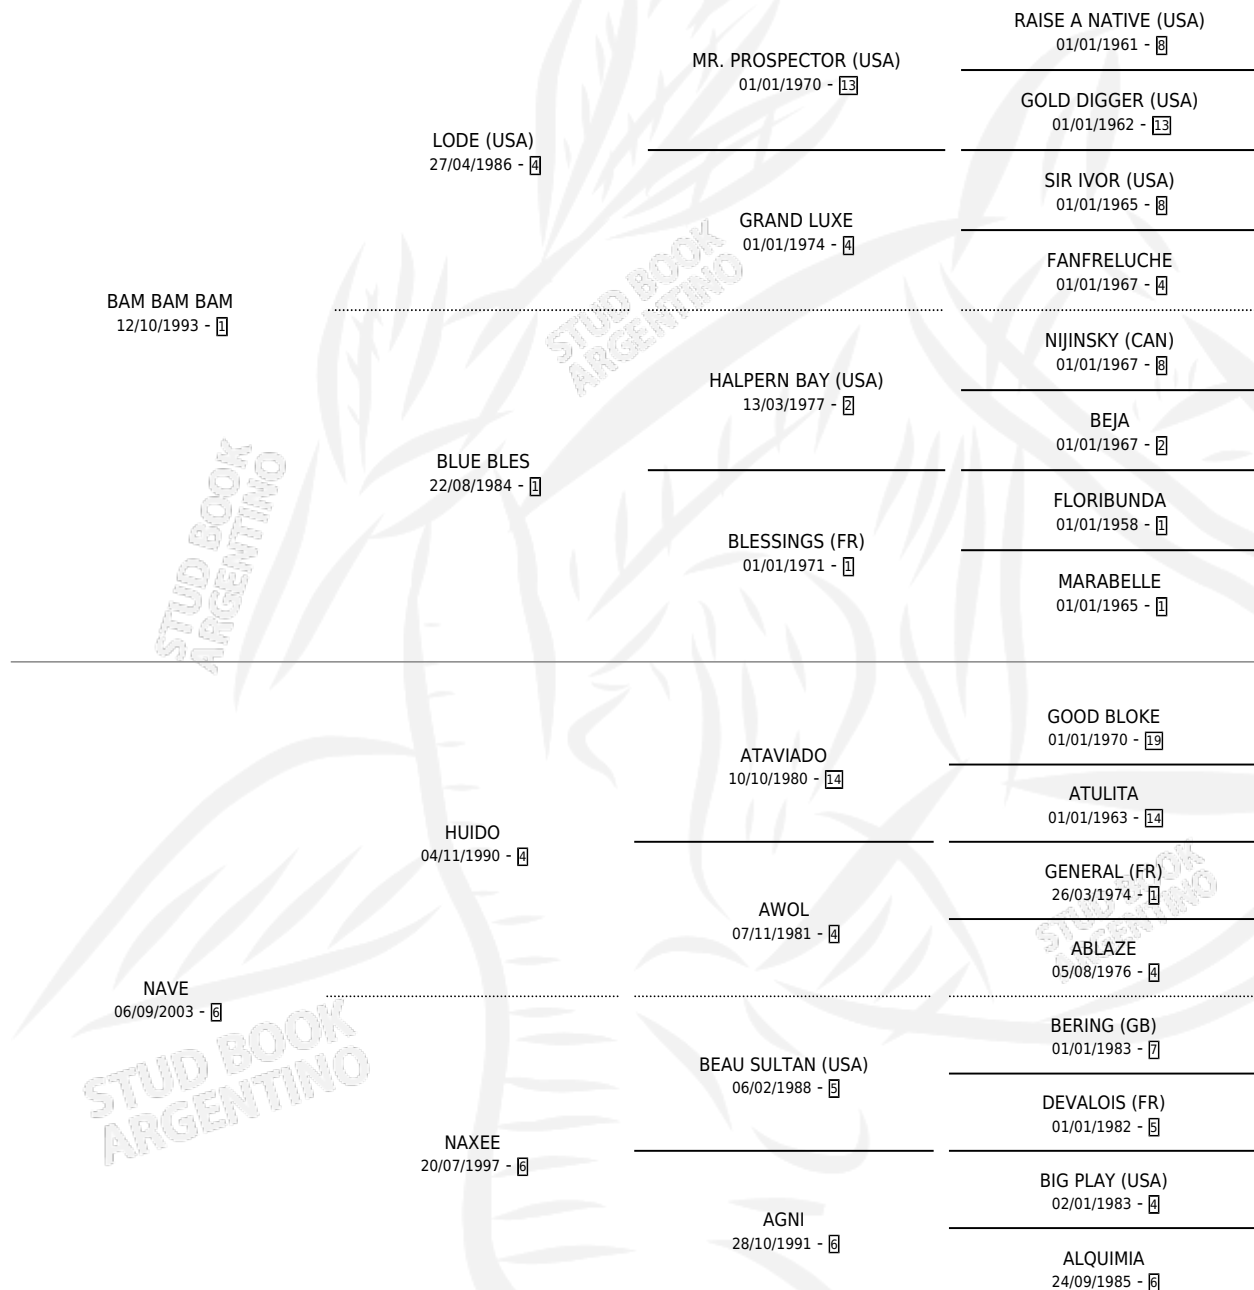 RAISE A NATIVE (USA)
01/01/1961 - 8
MR. PROSPECTOR (USA)
01/01/1970 - 13
GOLD DIGGER (USA)
01/01/1962 - 13
LODE (USA)
27/04/1986 - 4
SIR IVOR (USA)
01/01/1965 - 8
GRAND LUXE
01/01/1974 - 4
FANFRELUCHE
01/01/1967 - 4
BAM BAM BAM
12/10/1993 - 1
NIJINSKY (CAN)
01/01/1967 - 8
HALPERN BAY (USA)
13/03/1977 - 2
BEJA
01/01/1967 - 2
BLUE BLES
22/08/1984 - 1
FLORIBUNDA
01/01/1958 - 1
BLESSINGS (FR)
01/01/1971 - 1
MARABELLE
01/01/1965 - 1
GOOD BLOKE
01/01/1970 - 19
ATAVIADO
10/10/1980 - 14
ATULITA
01/01/1963 - 14
HUIDO
04/11/1990 - 4
GENERAL (FR)
26/03/1974 - 1
AWOL
07/11/1981 - 4
ABLAZE
05/08/1976 - 4
NAVE
06/09/2003 - 6
BERING (GB)
01/01/1983 - 7
BEAU SULTAN (USA)
06/02/1988 - 5
DEVALOIS (FR)
01/01/1982 - 5
NAXEE
20/07/1997 - 6
BIG PLAY (USA)
02/01/1983 - 4
AGNI
28/10/1991 - 6
ALQUIMIA
24/09/1985 - 6
STUD BOOK
ARGENTINO
STUD BOOK
ARGENTINO
STUD BOOK
ARGENTINO
STUD BOOK
ARGENTINO